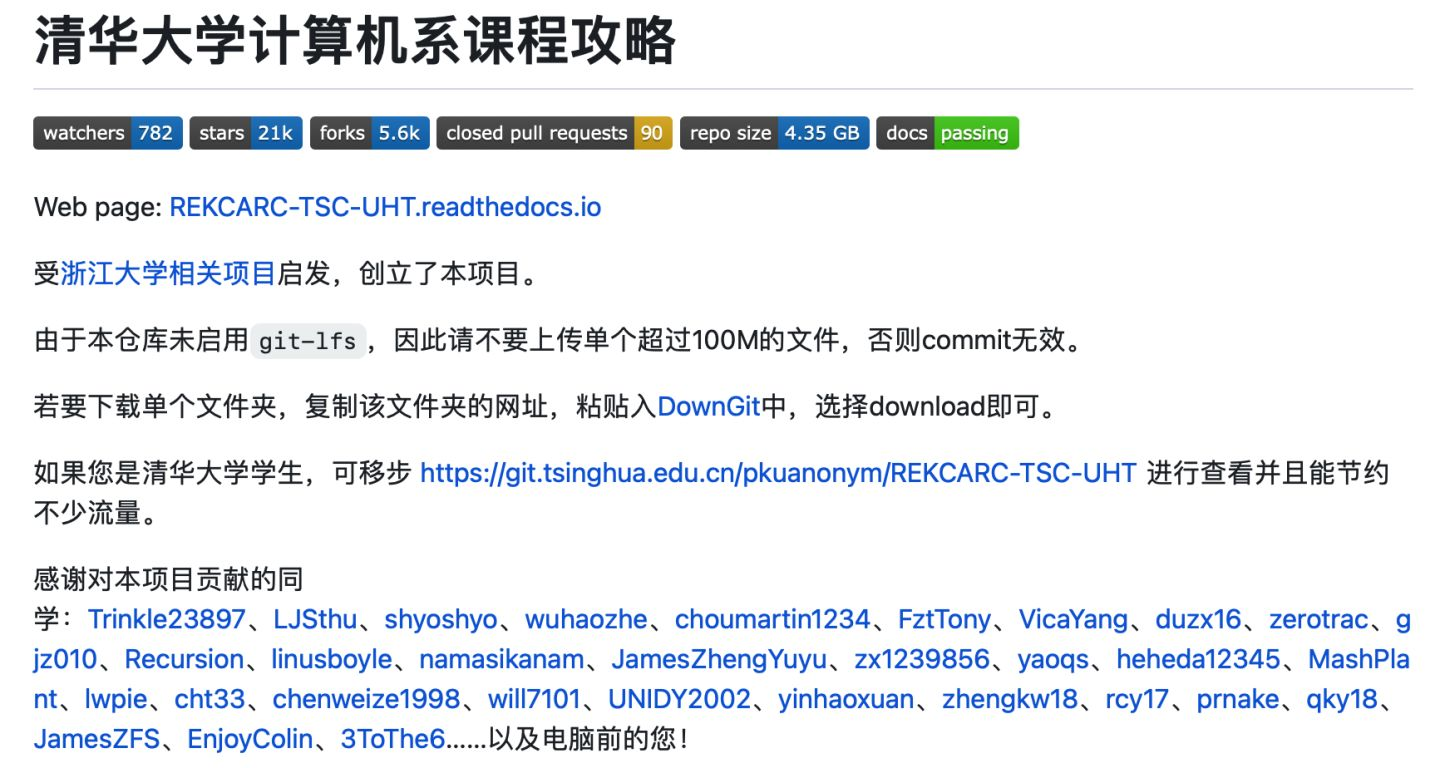 清华大学计算机系课程攻略
watchers 782 stars 21k forks 5.6k closed pull requests 90 repo size 4.35 GB docs passing
Web page: REKCARC-TSC-UHT.readthedocs.io
受浙江大学相关项目启发，创立了本项目。
由于本仓库未启用git-lfs，因此请不要上传单个超过100M的文件，否则commit无效。
若要下载单个文件夹，复制该文件夹的网址，粘贴入DownGit中，选择download即可。
如果您是清华大学学生，可移步 https://git.tsinghua.edu.cn/pkuanonym/REKCARC-TSC-UHT 进行查看并且能节约
不少流量。
感谢对本项目贡献的同
学：Trinkle23897、LJSthu、shyoshyo、wuhaozhe、choumartin1234、FztTony、VicaYang、duzx16、zerotrac、g
jz010、Recursion、linusboyle、namasikanam、JamesZhengYuyu、zx1239856、yaoqs、heheda12345、MashPla
nt、lwpie、cht33、chenweize1998、will7101、UNIDY2002、yinhaoxuan、zhengkw18、rcy17、prnake、qky18、
JamesZFS、EnjoyColin、3ToThe6……以及电脑前的您！